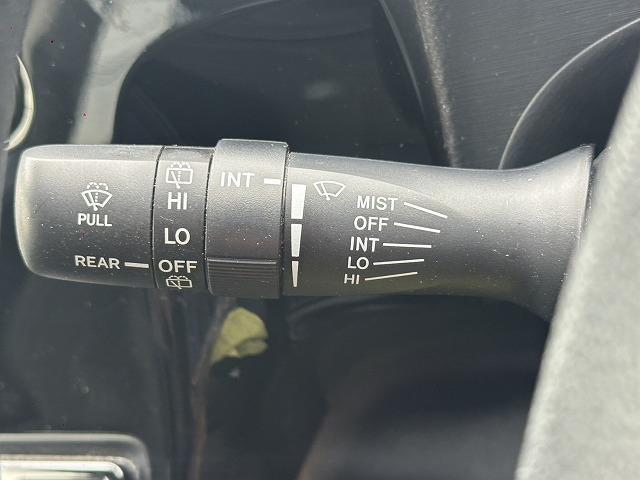 PULL
REAR
HI
LO
OFF
INT
MIST
OFF
INT
LO
HI